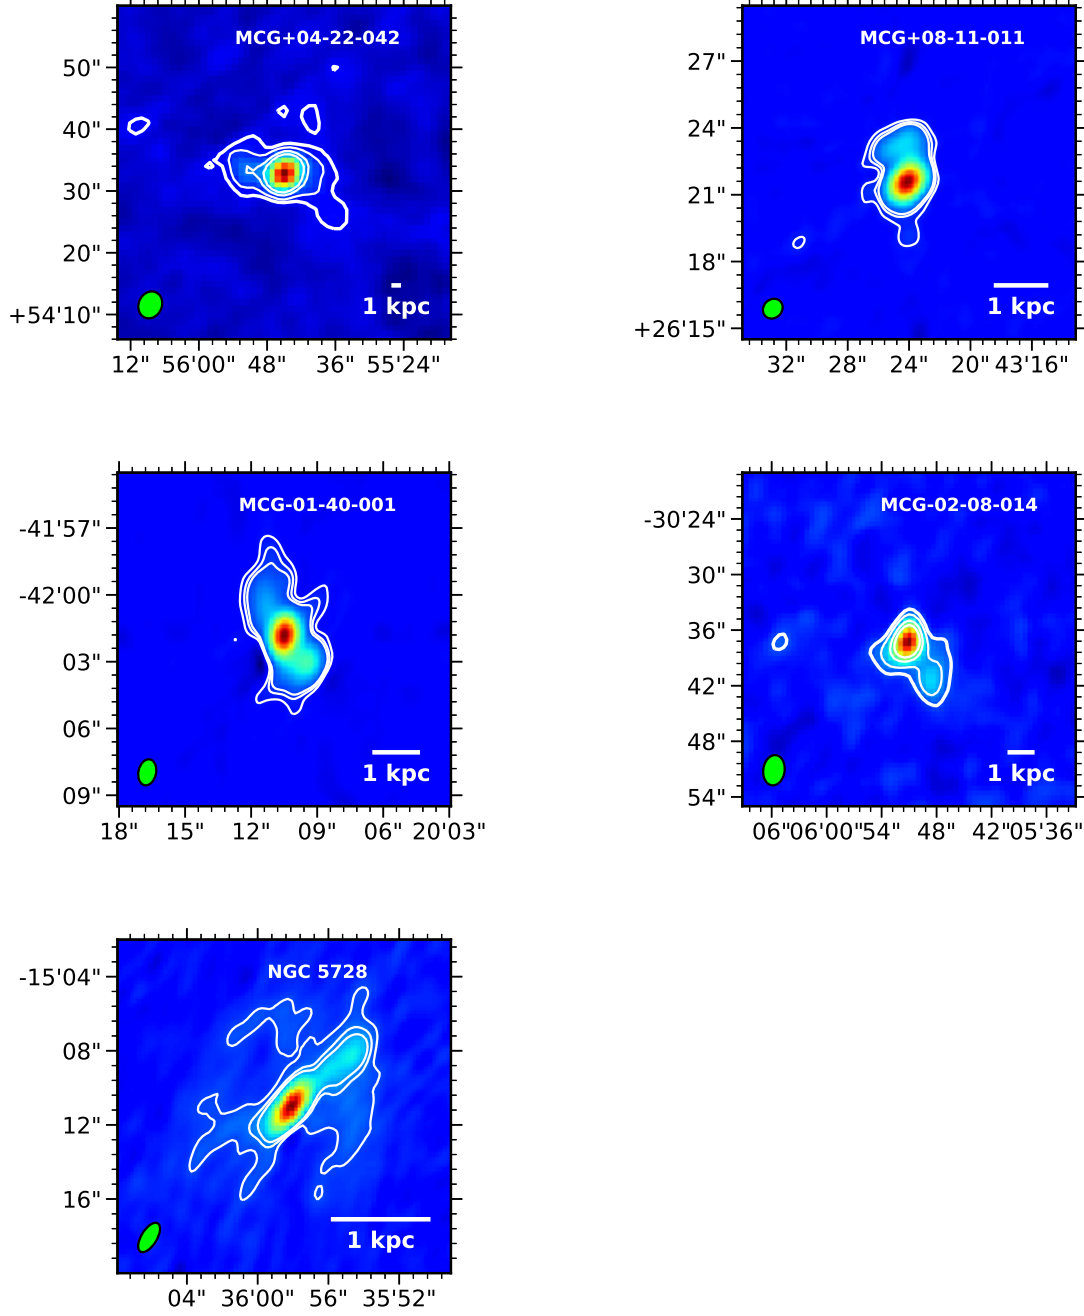 MCG+04-22-042
50"
40"
30"
20"
+54'10"
1 kpc
12" 56'00" 48" 36" 55'24"
MCG+08-11-011
27"
24"
21"
18"
+26'15"
1 kpc
32" 28" 24" 20" 43'16"
MCG-01-40-001
-41'57"
-42'00"
03"
06"
09"
1 kpc
18" 15" 12" 09" 06" 20'03"
MCG-02-08-014
-30'24"
30"
36"
42"
48"
54"
1 kpc
06" 06'00" 54" 48" 42" 05'36"
NGC 5728
-15'04"
08"
12"
16"
1 kpc
04" 36'00" 56" 35'52"